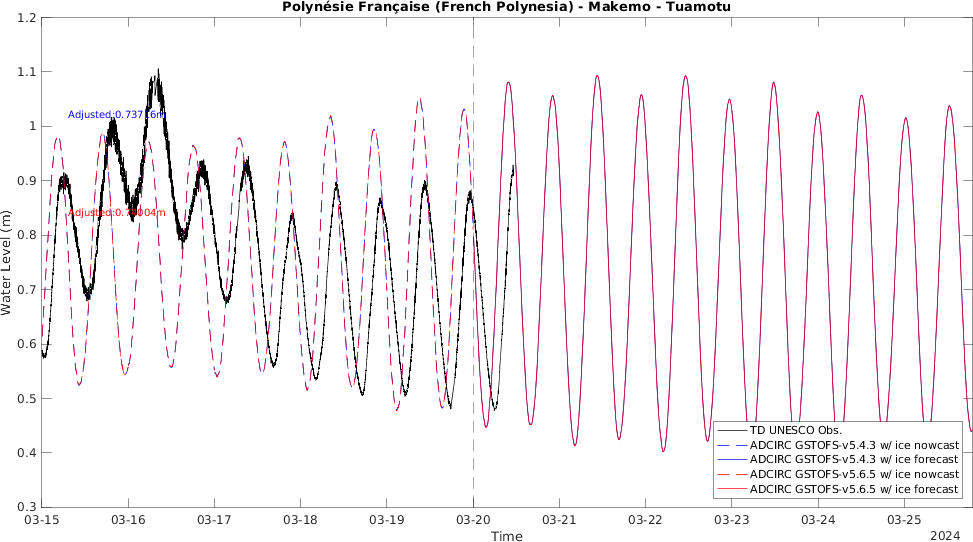 Polynésie Française (French Polynesia) - Makemo - Tuamotu
1.2
1.1
1
0.9
0.8
0.7
0.6
0.5
0.4
0.3
Water Level (m)
TD UNESCO Obs.
ADCIRC GSTOFS-v5.4.3 w/ ice nowcast
ADCIRC GSTOFS-v5.4.3 w/ ice forecast
ADCIRC GSTOFS-v5.6.5 w/ ice nowcast
ADCIRC GSTOFS-v5.6.5 w/ ice forecast
03-15 03-16 03-17 03-18 03-19 03-20 03-21 03-22 03-23 03-24 03-25
Time
2024